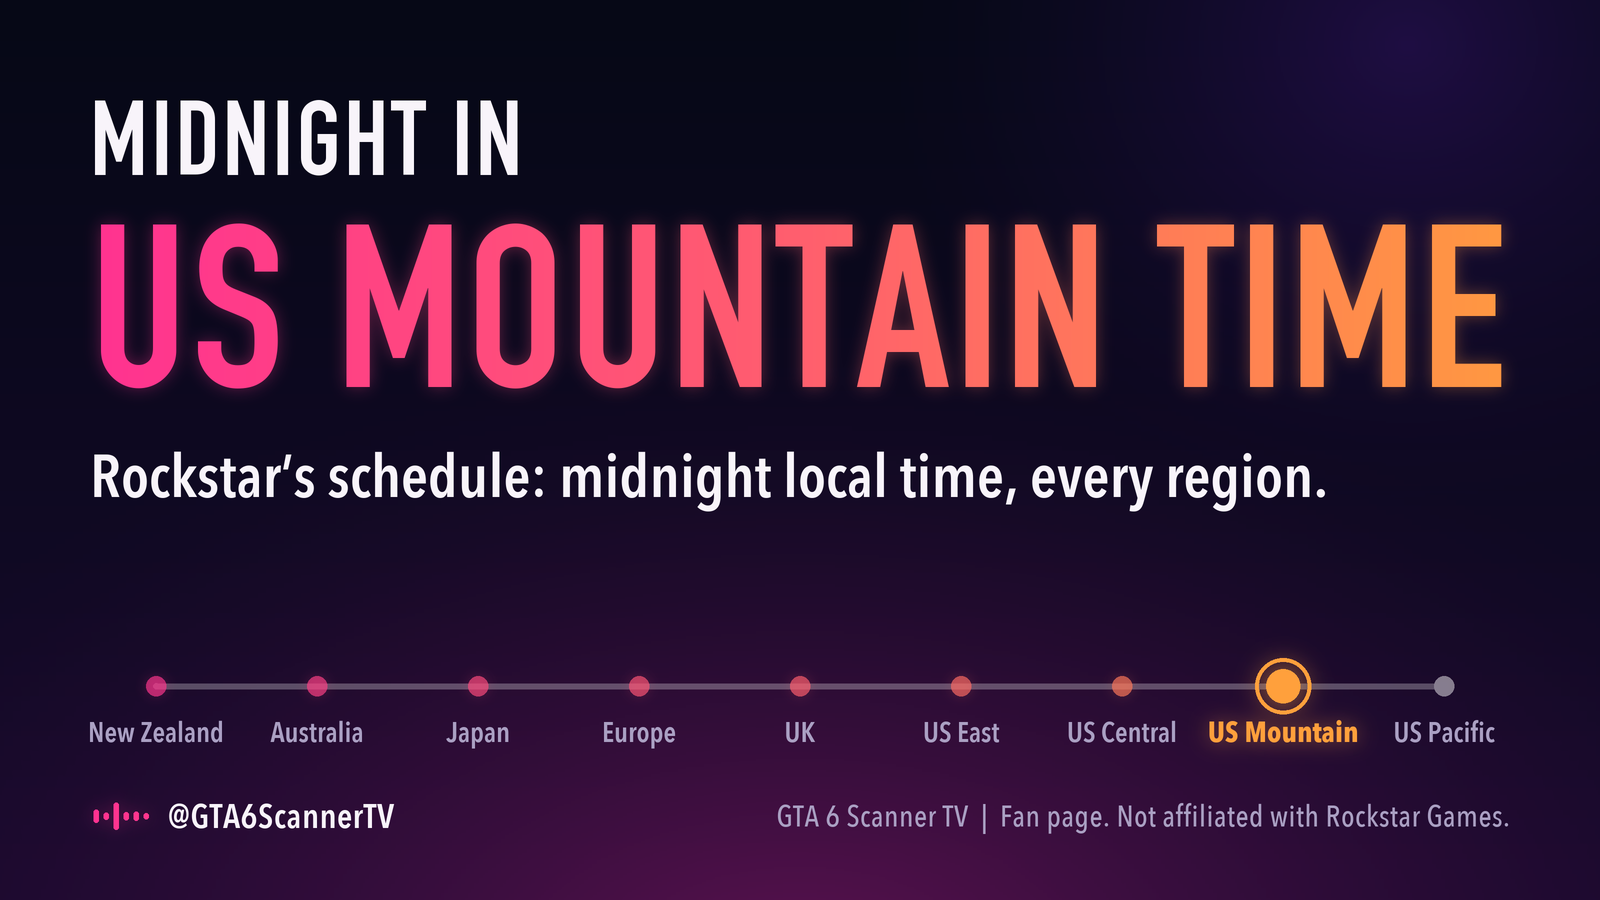 MIDNIGHT IN
US MOUNTAIN TIME
Rockstar’s schedule: midnight local time, every region.
New Zealand Australia Japan Europe UK US East US Central US Mountain US Pacific
@GTA6ScannerTV GTA 6 Scanner TV | Fan page. Not affiliated with Rockstar Games.